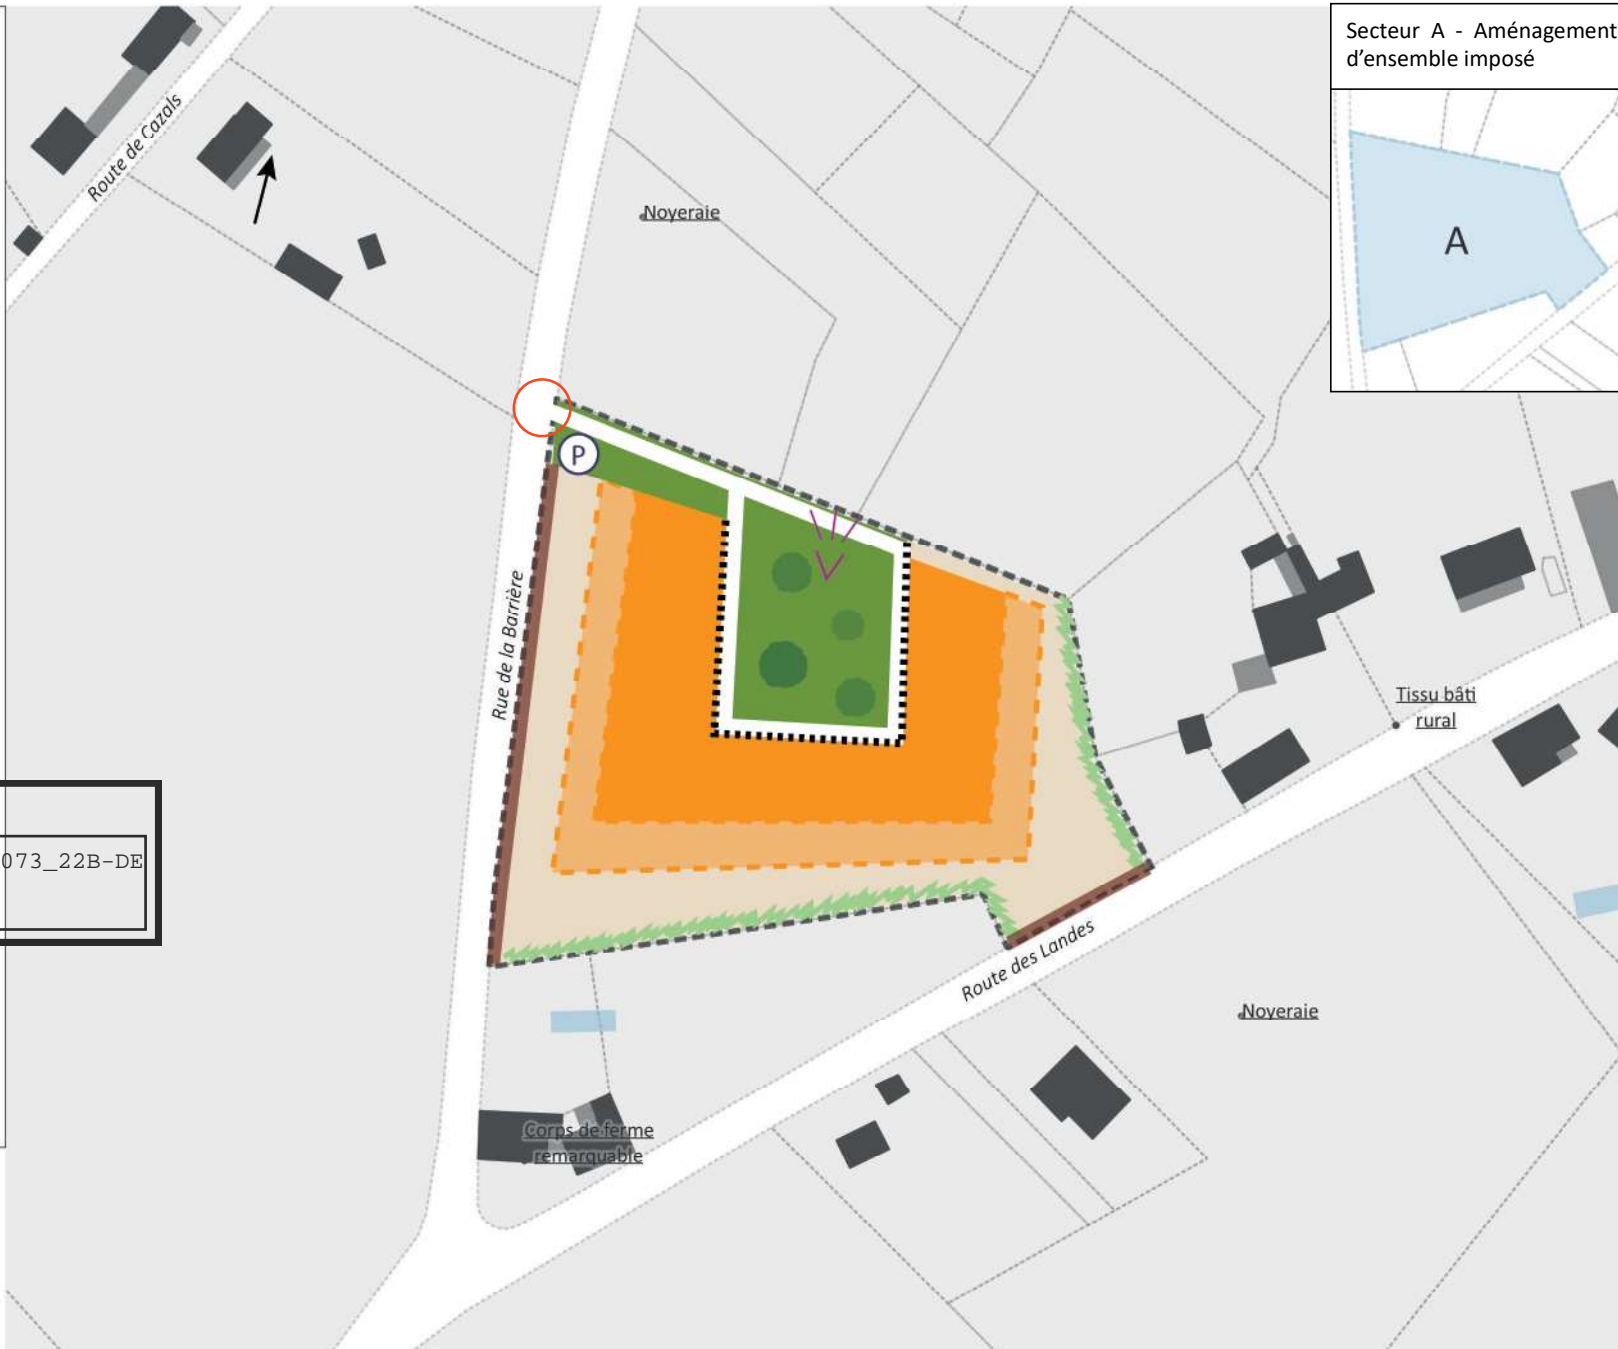 Secteur A - Aménagement
d’ensemble imposé
A
Route de Cazals
Noyeraie
P
Rue de la Barrière
Tissu bâti
rural
073_22B-DE
Route des Landes
Noyeraie
Corps de ferme
remarquable